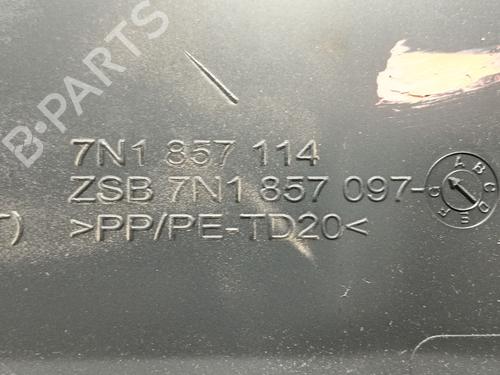 B-PARTS
7N1 857 114
ZSB 7N1 857 097-
A B C D E F G
T) >PP/PE-TD20<